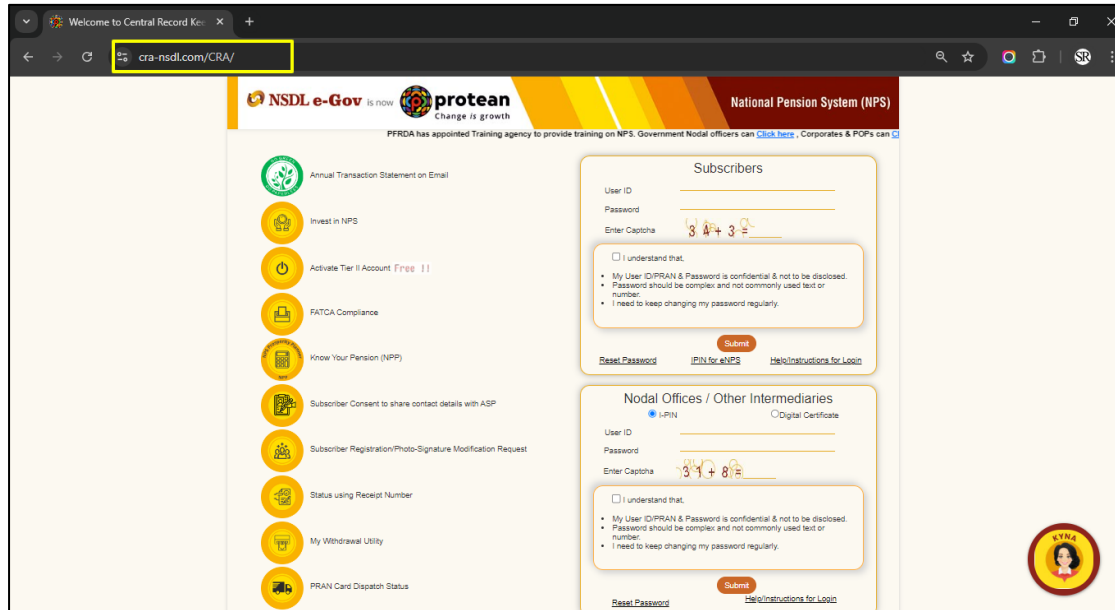 Welcome to Central Record Kee
cra-nsdl.com/CRA/
SR
NSDL e-Gov is now protean
Change is growth
National Pension System (NPS)
PFRDA has appointed Training agency to provide training on NPS. Government Nodal officers can Click here , Corporates & POPs can
Annual Transaction Statement on Email
Invest in NPS
Activate Tier II Account Free !!
FATCA Compliance
Know Your Pension (NPP)
Subscriber Consent to share contact details with ASP
Subscriber Registration/Photo-Signature Modification Request
Status using Receipt Number
My Withdrawal Utility
PRAN Card Dispatch Status
Subscribers
User ID
Password
Enter Captcha 3 4 + 3 =
I understand that,
• My User ID/PRAN & Password is confidential & not to be disclosed.
• Password should be complex and not commonly used text or
number.
• I need to keep changing my password regularly.
Submit
Reset Password IPIN for eNPS Help/Instructions for Login
Nodal Offices / Other Intermediaries
I-PIN Digital Certificate
User ID
Password
Enter Captcha 3 1 + 8 =
I understand that,
• My User ID/PRAN & Password is confidential & not to be disclosed.
• Password should be complex and not commonly used text or
number.
• I need to keep changing my password regularly.
Submit
Reset Password Help/Instructions for Login
KYNA